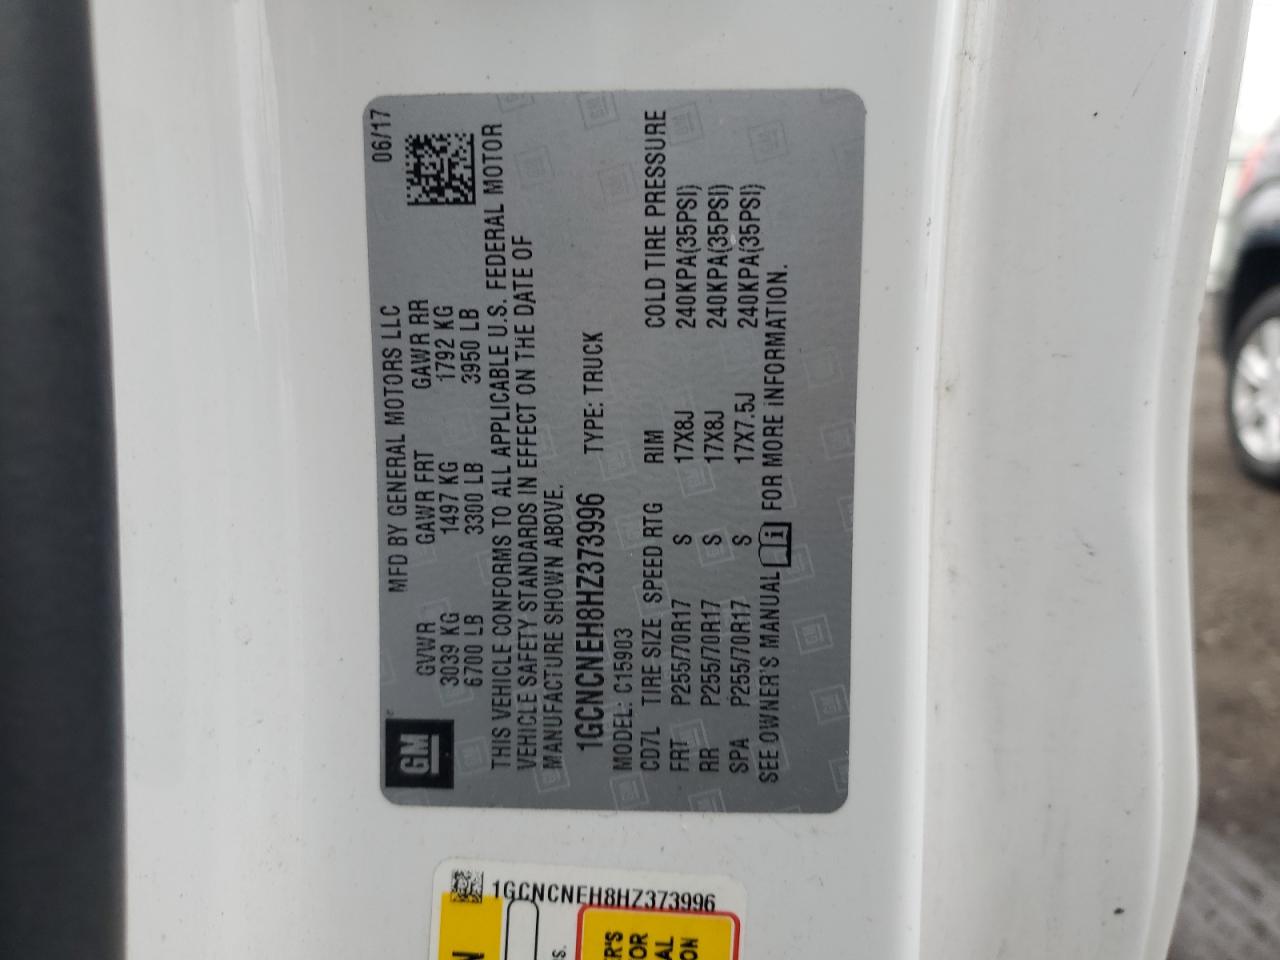 GM
MFD BY GENERAL MOTORS LLC 06/17
GVWR GAWR FRT GAWR RR
3039 KG 1497 KG 1792 KG
6700 LB 3300 LB 3950 LB
THIS VEHICLE CONFORMS TO ALL APPLICABLE U.S. FEDERAL MOTOR
VEHICLE SAFETY STANDARDS IN EFFECT ON THE DATE OF
MANUFACTURE SHOWN ABOVE.
1GCNCNEH8HZ373996 TYPE: TRUCK
MODEL: C15903
CD7L TIRE SIZE SPEED RTG RIM COLD TIRE PRESSURE
FRT P255/70R17 S 17X8J 240KPA(35PSI)
RR P255/70R17 S 17X8J 240KPA(35PSI)
SPA P255/70R17 S 17X7.5J 240KPA(35PSI)
SEE OWNER'S MANUAL i FOR MORE INFORMATION.
1GCNCNEH8HZ373996
N
S.
ER'S
OR
AL
ON